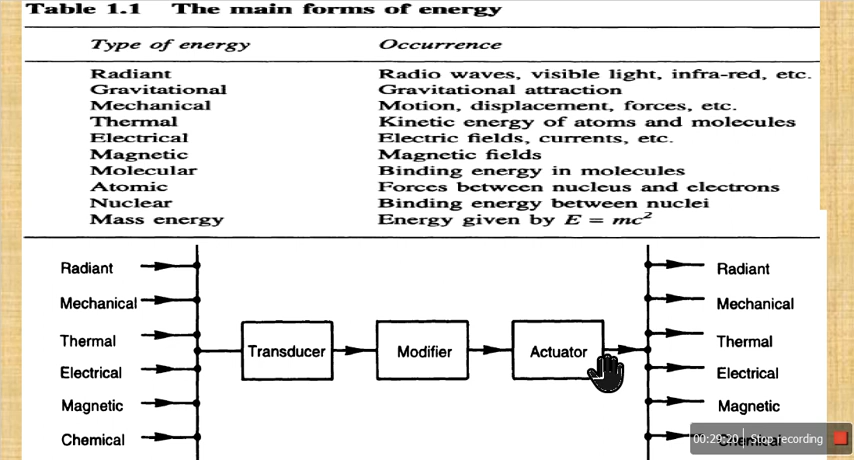 Table 1.1 The main forms of energy
Type of energy Occurrence
Radiant Radio waves, visible light, infra-red, etc.
Gravitational Gravitational attraction
Mechanical Motion, displacement, forces, etc.
Thermal Kinetic energy of atoms and molecules
Electrical Electric fields, currents, etc.
Magnetic Magnetic fields
Molecular Binding energy in molecules
Atomic Forces between nucleus and electrons
Nuclear Binding energy between nuclei
Mass energy Energy given by E = mc²
Radiant Radiant
Mechanical Mechanical
Thermal Thermal
Transducer Modifier Actuator
Electrical Electrical
Magnetic Magnetic
Chemical Chemical
00:29:20 Stop recording